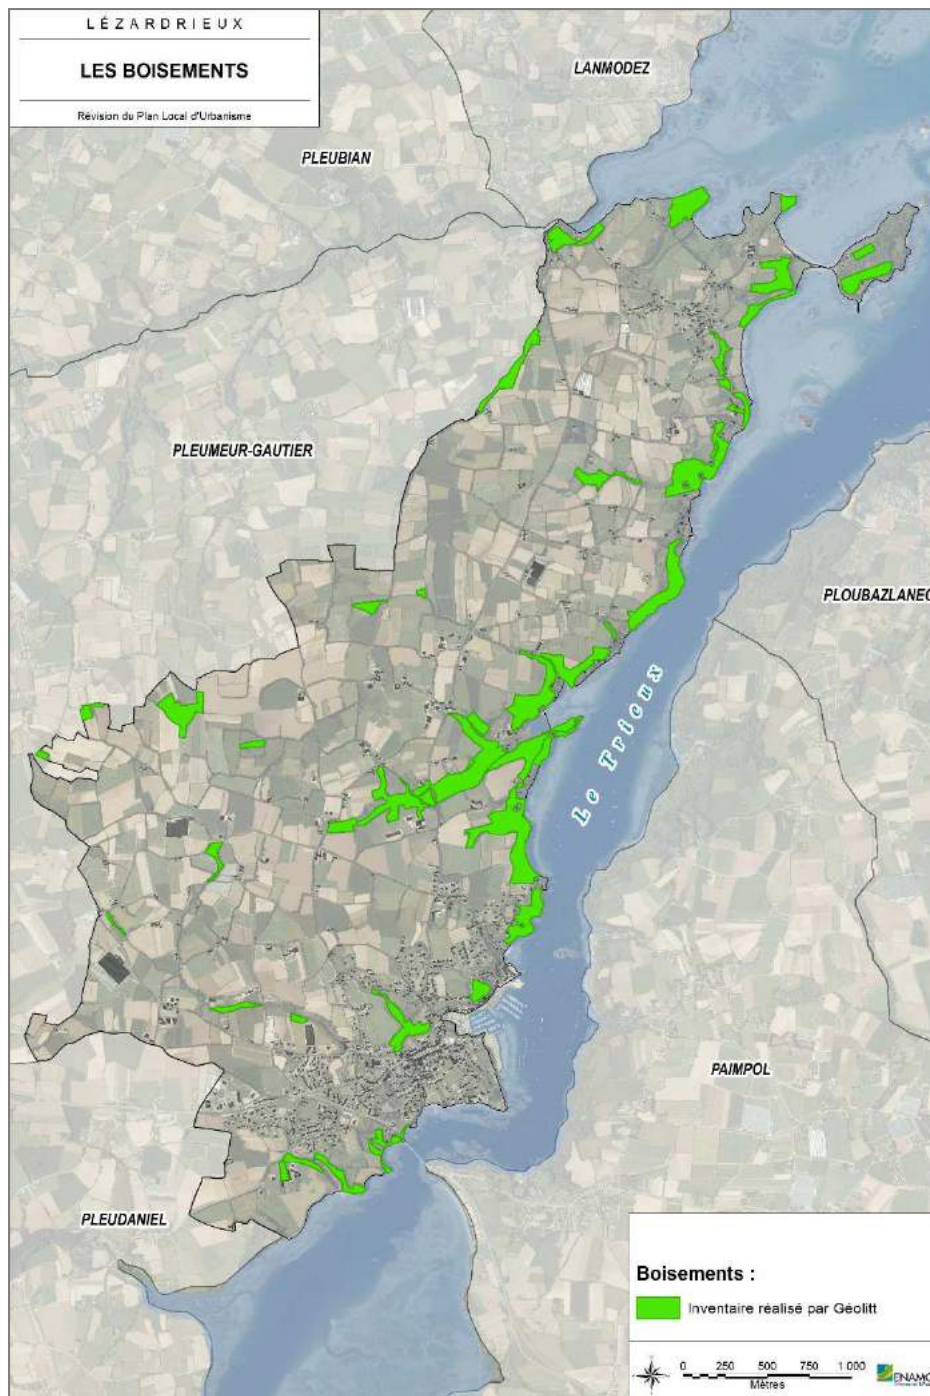 LÉZARDRIEUX
LES BOISEMENTS
Révision du Plan Local d'Urbanisme
LANMODEZ
PLEUBIAN
PLEUMEUR-GAUTIER
PLOUBAZLANEC
Le Trieux
PAIMPOL
PLEUDANIEL
Boisements :
Inventaire réalisé par Géolitt
0 250 500 750 1 000
Mètres